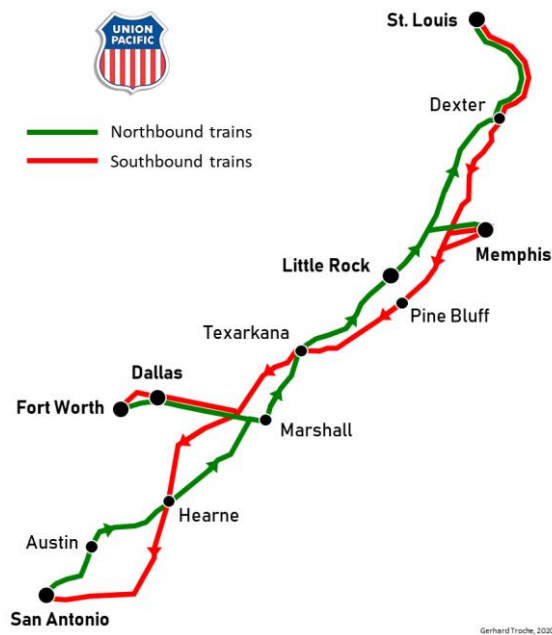 St. Louis
UNION
PACIFIC
Dexter
Northbound trains
Southbound trains
Memphis
Little Rock
Pine Bluff
Texarkana
Dallas
Fort Worth
Marshall
Hearne
Austin
San Antonio
Gerhard Troche, 2020